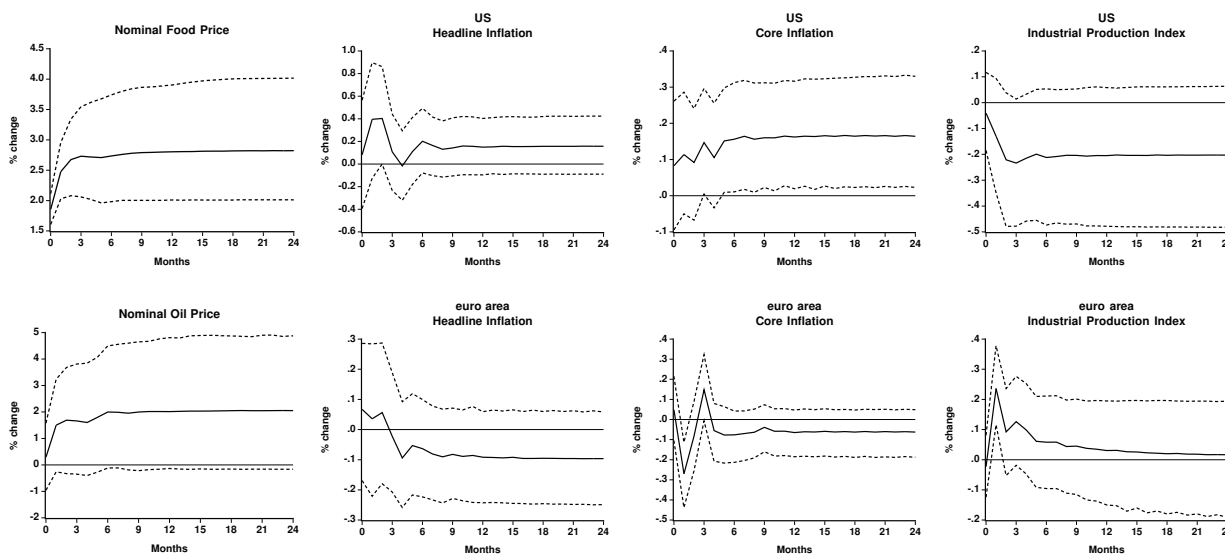 Nominal Food Price
% change
4.5
4.0
3.5
3.0
2.5
2.0
1.5
0 3 6 9 12 15 18 21 24
Months
US
Headline Inflation
% change
1.0
0.8
0.6
0.4
0.2
0.0
-0.2
-0.4
-0.6
0 3 6 9 12 15 18 21 24
Months
US
Core Inflation
% change
.4
.3
.2
.1
.0
-.1
0 3 6 9 12 15 18 21 24
Months
US
Industrial Production Index
% change
.2
.1
.0
-.1
-.2
-.3
-.4
-.5
0 3 6 9 12 15 18 21 24
Months
Nominal Oil Price
% change
5
4
3
2
1
0
-1
-2
0 3 6 9 12 15 18 21 24
Months
euro area
Headline Inflation
% change
.3
.2
.1
.0
-.1
-.2
-.3
0 3 6 9 12 15 18 21 24
Months
euro area
Core Inflation
% change
.4
.3
.2
.1
.0
-.1
-.2
-.3
-.4
-.5
0 3 6 9 12 15 18 21 24
Months
euro area
Industrial Production Index
% change
.4
.3
.2
.1
.0
-.1
-.2
0 3 6 9 12 15 18 21
Months